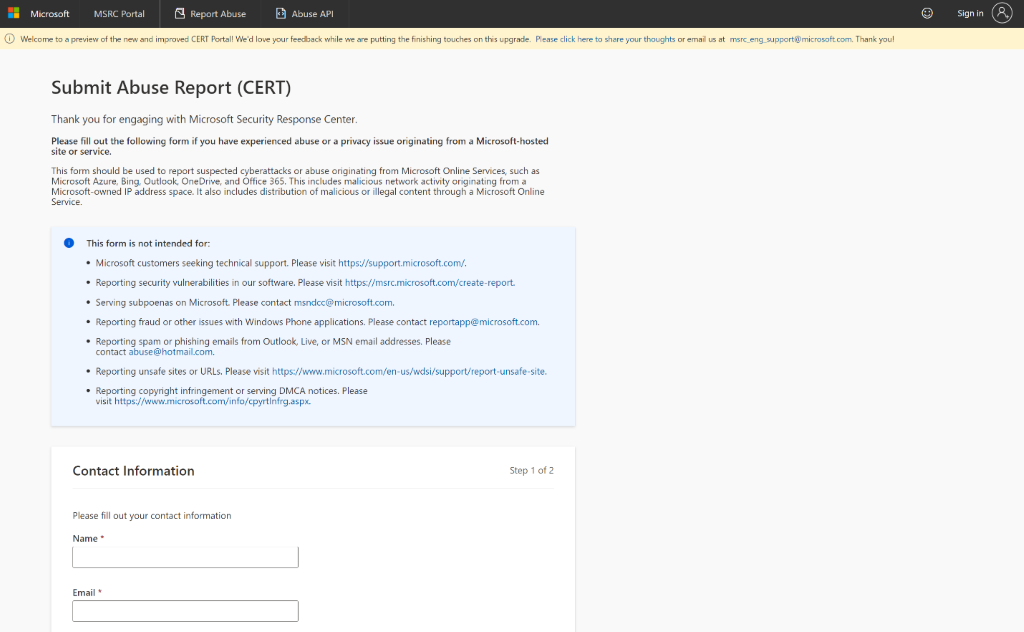 Microsoft
MSRC Portal
Report Abuse
Abuse API
Sign in
Welcome to a preview of the new and improved CERT Portal! We'd love your feedback while we are putting the finishing touches on this upgrade. Please click here to share your thoughts or email us at msrc_eng_support@microsoft.com. Thank you!
Submit Abuse Report (CERT)
Thank you for engaging with Microsoft Security Response Center.
Please fill out the following form if you have experienced abuse or a privacy issue originating from a Microsoft-hosted
site or service.
This form should be used to report suspected cyberattacks or abuse originating from Microsoft Online Services, such as
Microsoft Azure, Bing, Outlook, OneDrive, and Office 365. This includes malicious network activity originating from a
Microsoft-owned IP address space. It also includes distribution of malicious or illegal content through a Microsoft Online
Service.
This form is not intended for:
• Microsoft customers seeking technical support. Please visit https://support.microsoft.com/.
• Reporting security vulnerabilities in our software. Please visit https://msrc.microsoft.com/create-report.
• Serving subpoenas on Microsoft. Please contact msndcc@microsoft.com.
• Reporting fraud or other issues with Windows Phone applications. Please contact reportapp@microsoft.com.
• Reporting spam or phishing emails from Outlook, Live, or MSN email addresses. Please
contact abuse@hotmail.com.
• Reporting unsafe sites or URLs. Please visit https://www.microsoft.com/en-us/wdsi/support/report-unsafe-site.
• Reporting copyright infringement or serving DMCA notices. Please
visit https://www.microsoft.com/info/cpyrtInfrg.aspx.
Contact Information
Step 1 of 2
Please fill out your contact information
Name *
Email *